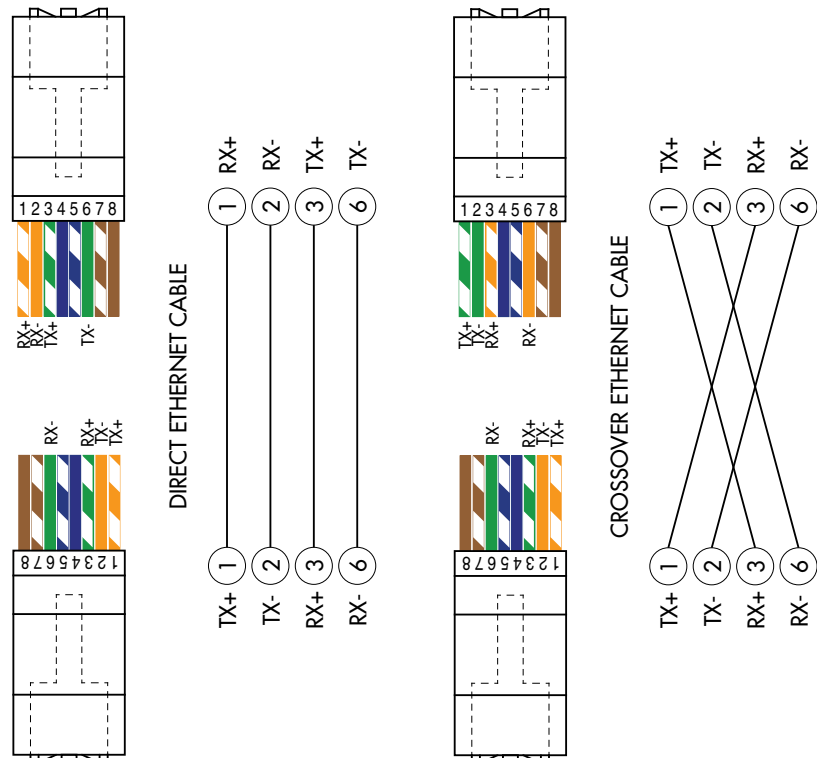 12345678
RX+
RX-
TX+
TX-
RX-
RX+
TX-
TX+
87654321
DIRECT ETHERNET CABLE
RX+ RX- TX+ TX-
1 2 3 6
1 2 3 6
TX+ TX- RX+ RX-
12345678
TX+
TX-
RX+
RX-
RX-
RX+
TX-
TX+
87654321
CROSSOVER ETHERNET CABLE
TX+ TX- RX+ RX-
1 2 3 6
1 2 3 6
TX+ TX- RX+ RX-